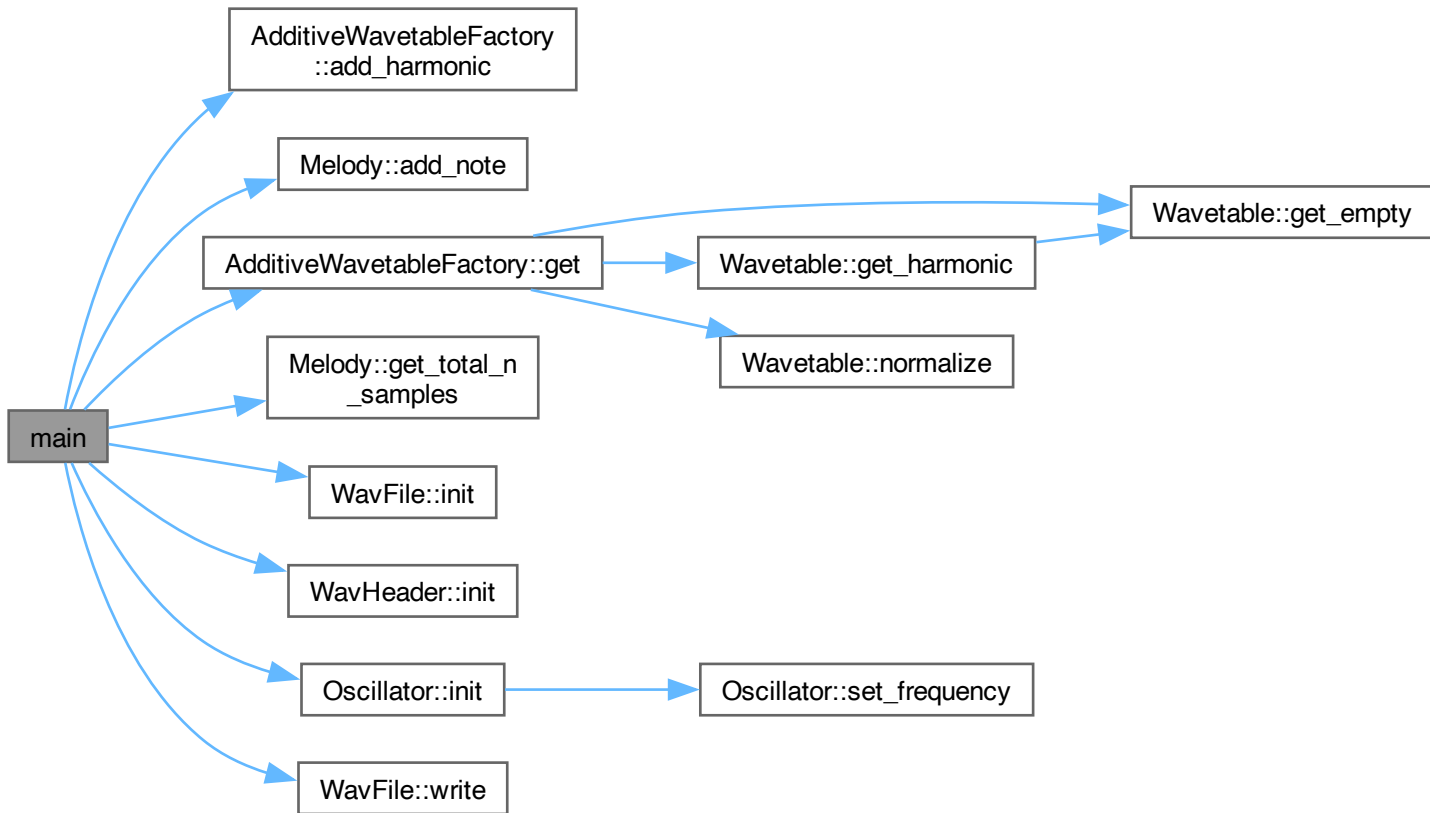 AdditiveWavetableFactory
::add_harmonic
Melody::add_note
AdditiveWavetableFactory::get
Wavetable::get_harmonic
Wavetable::get_empty
Wavetable::normalize
Melody::get_total_n
_samples
main
WavFile::init
WavHeader::init
Oscillator::init
Oscillator::set_frequency
WavFile::write